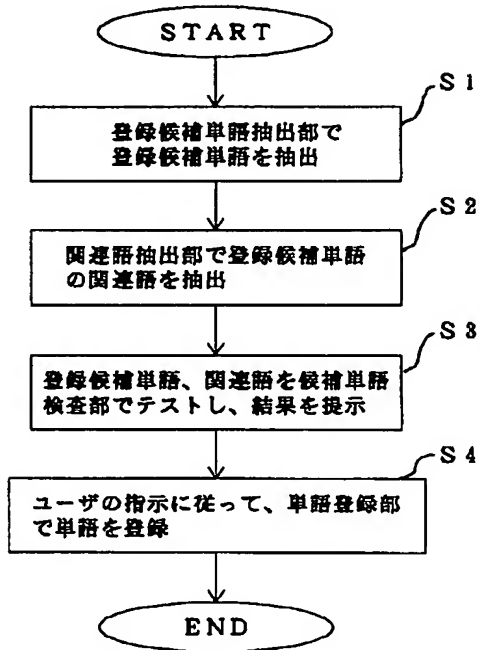 START
S1
登録候補単語抽出部で
登録候補単語を抽出
S2
関連語抽出部で登録候補単語
の関連語を抽出
S3
登録候補単語、関連語を候補単語
検査部でテストし、結果を提示
S4
ユーザの指示に従って、単語登録部
で単語を登録
END